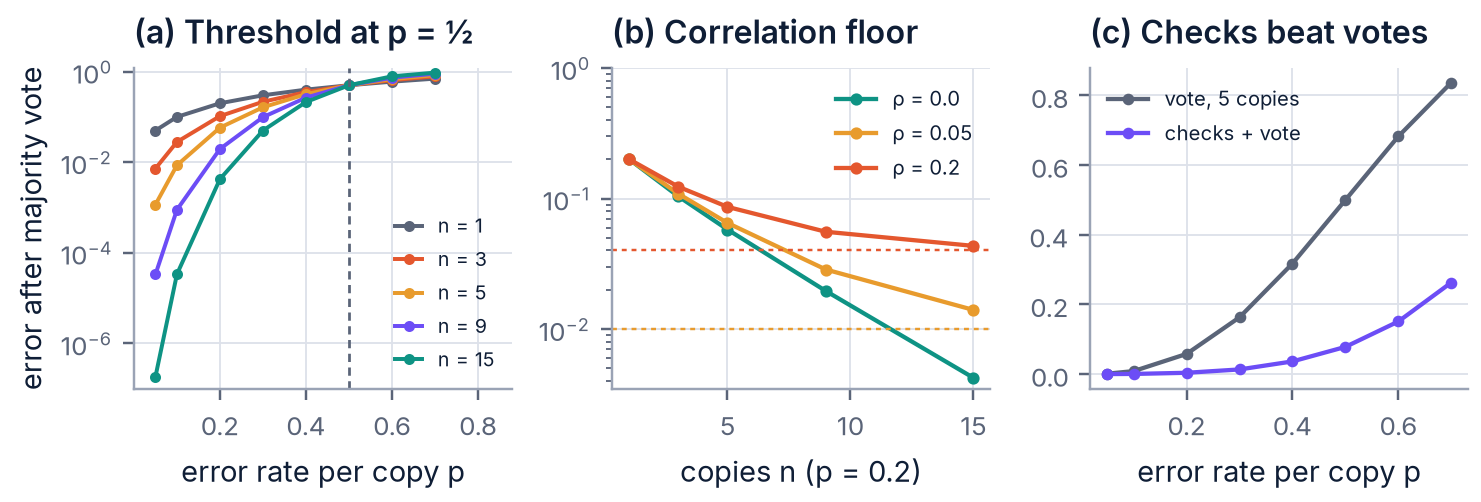 (a) Threshold at p = ½
error after majority vote
10⁰
10⁻²
10⁻⁴
10⁻⁶
n = 1
n = 3
n = 5
n = 9
n = 15
0.2 0.4 0.6 0.8
error rate per copy p
(b) Correlation floor
10⁰
10⁻¹
10⁻²
ρ = 0.0
ρ = 0.05
ρ = 0.2
5 10 15
copies n (p = 0.2)
(c) Checks beat votes
0.8
0.6
0.4
0.2
0.0
vote, 5 copies
checks + vote
0.2 0.4 0.6
error rate per copy p